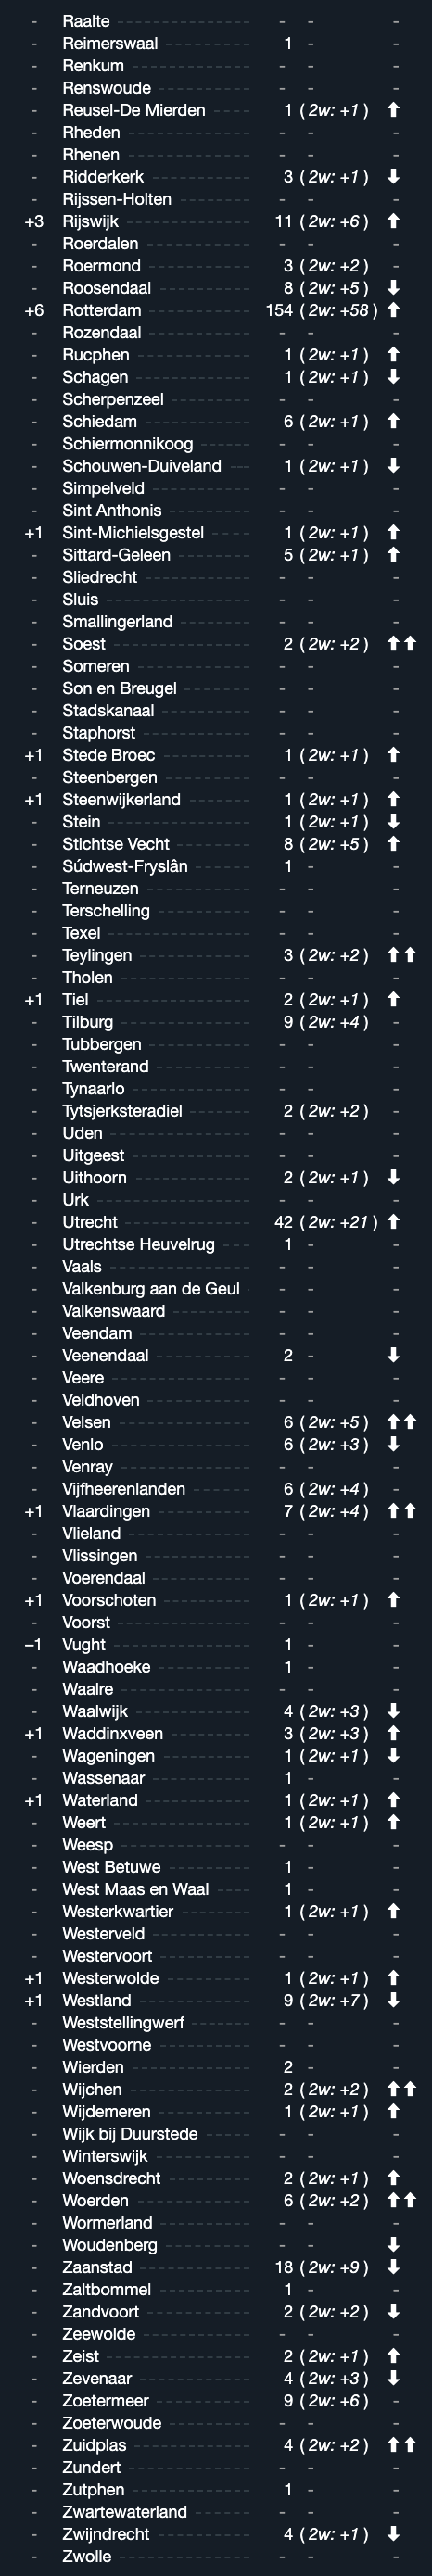 - Raalte - - -
- Reimerswaal 1 - -
- Renkum - - -
- Renswoude - - -
- Reusel-De Mierden 1 ( 2w: +1 ) ⬆
- Rheden - - -
- Rhenen - - -
- Ridderkerk 3 ( 2w: +1 ) ⬇
- Rijssen-Holten - - -
+3 Rijswijk 11 ( 2w: +6 ) ⬆
- Roerdalen - - -
- Roermond 3 ( 2w: +2 ) -
- Roosendaal 8 ( 2w: +5 ) ⬇
+6 Rotterdam 154 ( 2w: +58 ) ⬆
- Rozendaal - - -
- Rucphen 1 ( 2w: +1 ) ⬆
- Schagen 1 ( 2w: +1 ) ⬇
- Scherpenzeel - - -
- Schiedam 6 ( 2w: +1 ) ⬆
- Schiermonnikoog - - -
- Schouwen-Duiveland 1 ( 2w: +1 ) ⬇
- Simpelveld - - -
- Sint Anthonis - - -
+1 Sint-Michielsgestel 1 ( 2w: +1 ) ⬆
- Sittard-Geleen 5 ( 2w: +1 ) ⬆
- Sliedrecht - - -
- Sluis - - -
- Smallingerland - - -
- Soest 2 ( 2w: +2 ) ⬆⬆
- Someren - - -
- Son en Breugel - - -
- Stadskanaal - - -
- Staphorst - - -
+1 Stede Broec 1 ( 2w: +1 ) ⬆
- Steenbergen - - -
+1 Steenwijkerland 1 ( 2w: +1 ) ⬆
- Stein 1 ( 2w: +1 ) ⬇
- Stichtse Vecht 8 ( 2w: +5 ) ⬆
- Súdwest-Fryslân 1 - -
- Terneuzen - - -
- Terschelling - - -
- Texel - - -
- Teylingen 3 ( 2w: +2 ) ⬆⬆
- Tholen - - -
+1 Tiel 2 ( 2w: +1 ) ⬆
- Tilburg 9 ( 2w: +4 ) -
- Tubbergen - - -
- Twenterand - - -
- Tynaarlo - - -
- Tytsjerksteradiel 2 ( 2w: +2 ) -
- Uden - - -
- Uitgeest - - -
- Uithoorn 2 ( 2w: +1 ) ⬇
- Urk - - -
- Utrecht 42 ( 2w: +21 ) ⬆
- Utrechtse Heuvelrug 1 - -
- Vaals - - -
- Valkenburg aan de Geul - - -
- Valkenswaard - - -
- Veendam - - -
- Veenendaal 2 - ⬇
- Veere - - -
- Veldhoven - - -
- Velsen 6 ( 2w: +5 ) ⬆⬆
- Venlo 6 ( 2w: +3 ) ⬇
- Venray - - -
- Vijfheerenlanden 6 ( 2w: +4 ) -
+1 Vlaardingen 7 ( 2w: +4 ) ⬆⬆
- Vlieland - - -
- Vlissingen - - -
- Voerendaal - - -
+1 Voorschoten 1 ( 2w: +1 ) ⬆
- Voorst - - -
–1 Vught 1 - -
- Waadhoeke 1 - -
- Waalre - - -
- Waalwijk 4 ( 2w: +3 ) ⬇
+1 Waddinxveen 3 ( 2w: +3 ) ⬆
- Wageningen 1 ( 2w: +1 ) ⬇
- Wassenaar 1 - -
+1 Waterland 1 ( 2w: +1 ) ⬆
- Weert 1 ( 2w: +1 ) ⬆
- Weesp - - -
- West Betuwe 1 - -
- West Maas en Waal 1 - -
- Westerkwartier 1 ( 2w: +1 ) ⬆
- Westerveld - - -
- Westervoort - - -
+1 Westerwolde 1 ( 2w: +1 ) ⬆
+1 Westland 9 ( 2w: +7 ) ⬇
- Weststellingwerf - - -
- Westvoorne - - -
- Wierden 2 - -
- Wijchen 2 ( 2w: +2 ) ⬆⬆
- Wijdemeren 1 ( 2w: +1 ) ⬆
- Wijk bij Duurstede - - -
- Winterswijk - - -
- Woensdrecht 2 ( 2w: +1 ) ⬆
- Woerden 6 ( 2w: +2 ) ⬆⬆
- Wormerland - - -
- Woudenberg - - ⬇
- Zaanstad 18 ( 2w: +9 ) ⬇
- Zaltbommel 1 - -
- Zandvoort 2 ( 2w: +2 ) ⬇
- Zeewolde - - -
- Zeist 2 ( 2w: +1 ) ⬆
- Zevenaar 4 ( 2w: +3 ) ⬇
- Zoetermeer 9 ( 2w: +6 ) -
- Zoeterwoude - - -
- Zuidplas 4 ( 2w: +2 ) ⬆⬆
- Zundert - - -
- Zutphen 1 - -
- Zwartewaterland - - -
- Zwijndrecht 4 ( 2w: +1 ) ⬇
- Zwolle - - -